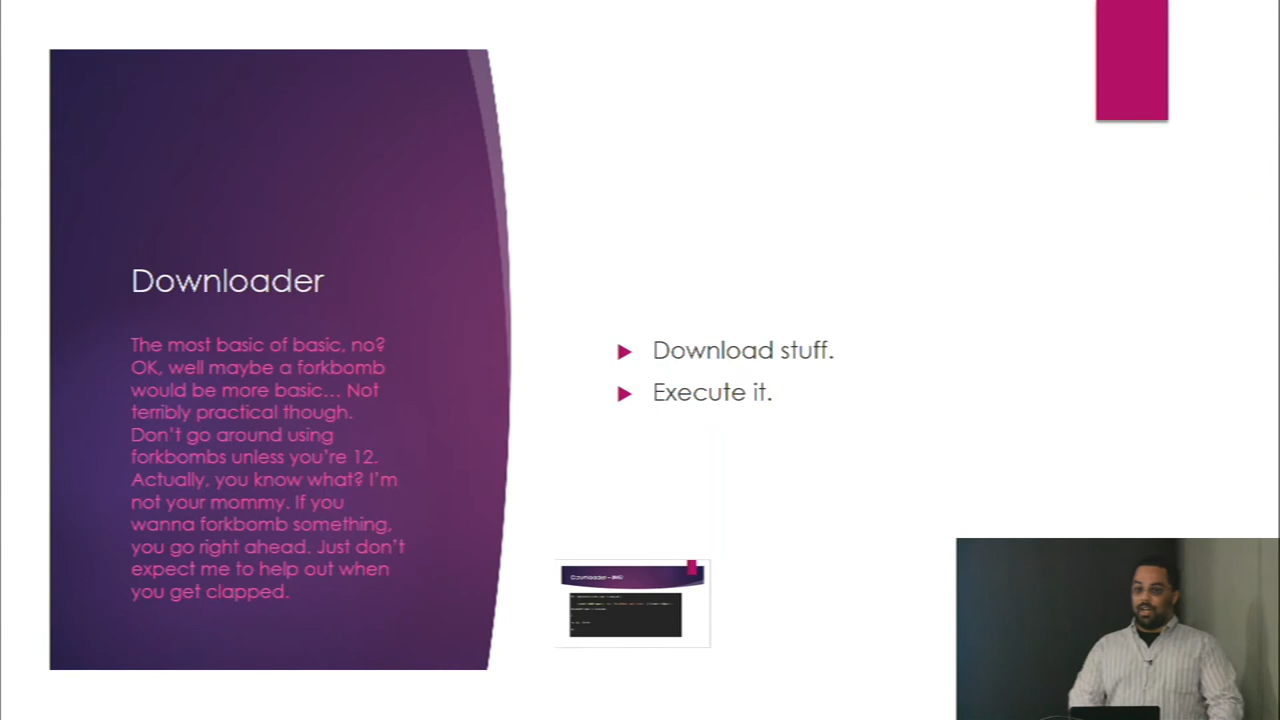 Downloader
The most basic of basic, no?
OK, well maybe a forkbomb
would be more basic… Not
terribly practical though.
Don't go around using
forkbombs unless you're 12.
Actually, you know what? I'm
not your mommy. If you
wanna forkbomb something,
you go right ahead. Just don't
expect me to help out when
you get clapped.
Download stuff.
Execute it.